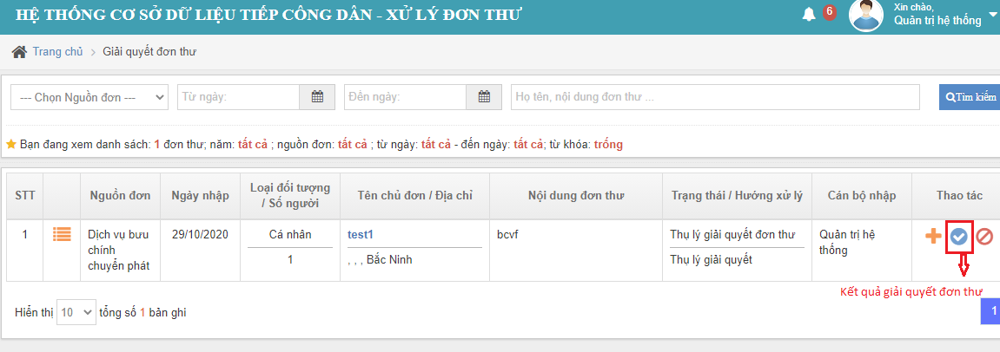 HỆ THỐNG CƠ SỞ DỮ LIỆU TIẾP CÔNG DÂN - XỬ LÝ ĐƠN THƯ
6
Xin chào,
Quản trị hệ thống
Trang chủ > Giải quyết đơn thư
--- Chọn Nguồn đơn ---
Từ ngày:
Đến ngày:
Họ tên, nội dung đơn thư ...
Tìm kiếm
Bạn đang xem danh sách: 1 đơn thư; năm: tất cả ; nguồn đơn: tất cả ; từ ngày: tất cả - đến ngày: tất cả; từ khóa: trống
STT
Nguồn đơn
Ngày nhập
Loại đối tượng
/ Số người
Tên chủ đơn / Địa chỉ
Nội dung đơn thư
Trạng thái / Hướng xử lý
Cán bộ nhập
Thao tác
1
Dịch vụ bưu
chính
chuyển phát
29/10/2020
Cá nhân
1
test1
, , , Bắc Ninh
bcvf
Thụ lý giải quyết đơn thư
Thụ lý giải quyết
Quản trị hệ
thống
Kết quả giải quyết đơn thư
Hiển thị 10 tổng số 1 bản ghi
1